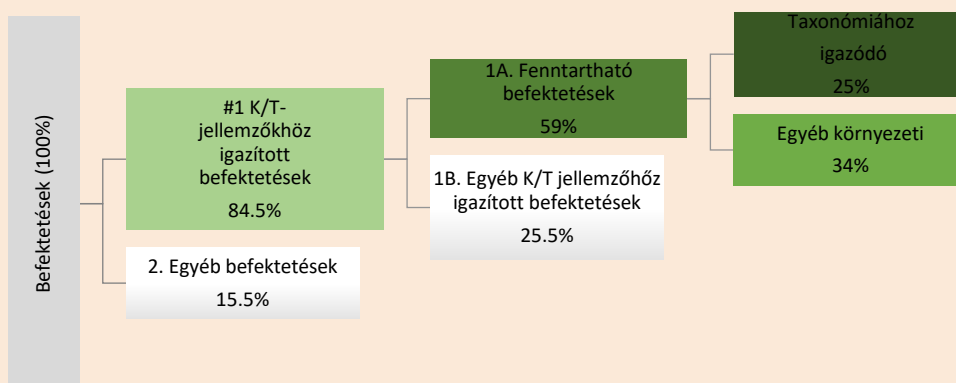 Befektetések (100%)
#1 K/T-
jellemzőkhöz
igazított
befektetések
84.5%
2. Egyéb befektetések
15.5%
1A. Fenntartható
befektetések
59%
1B. Egyéb K/T jellemzőhőz
igazított befektetések
25.5%
Taxonómiához
igazódó
25%
Egyéb környezeti
34%